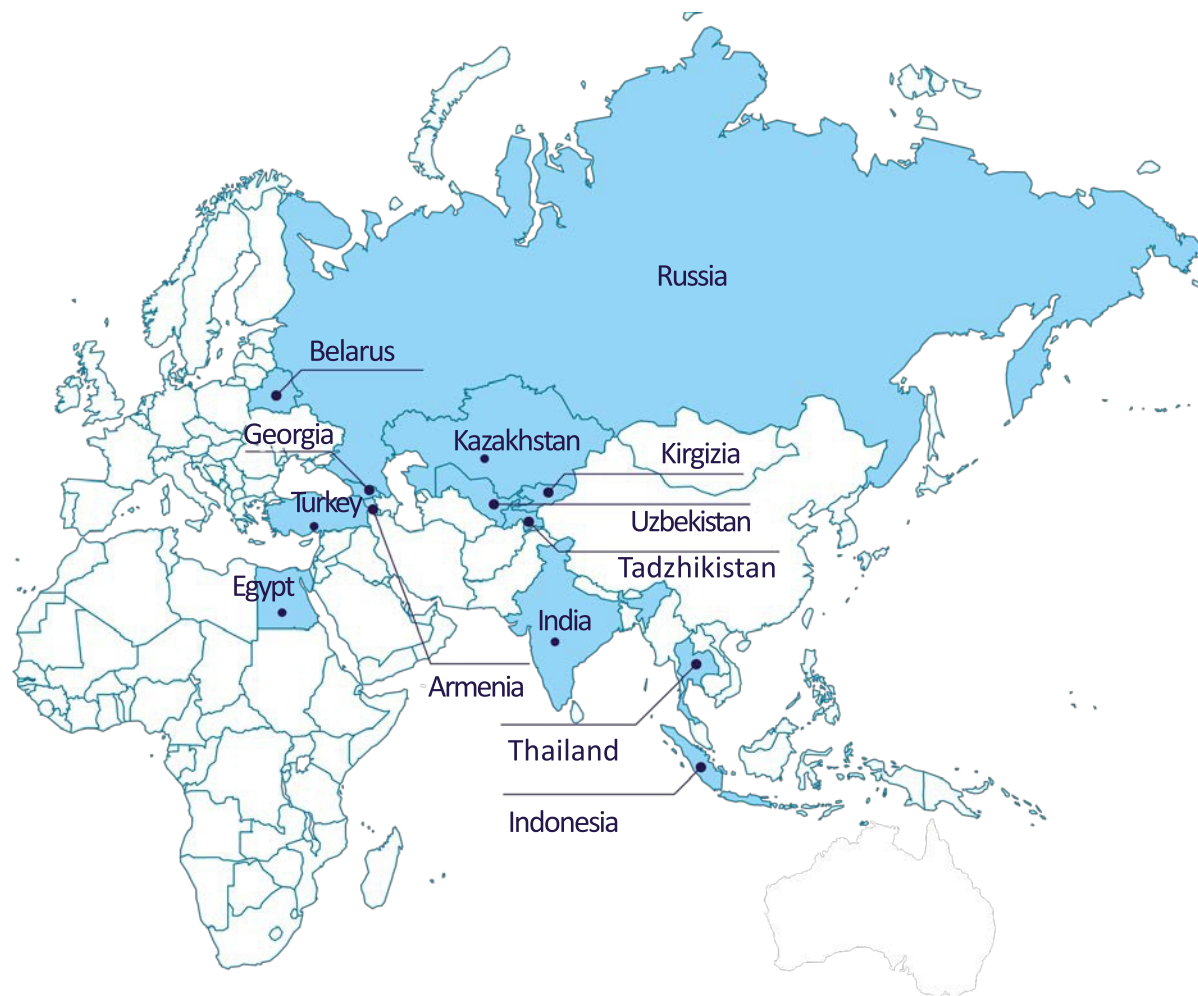 Russia
Belarus
Georgia
Kazakhstan
Kirgizia
Turkey
Uzbekistan
Tadzhikistan
Egypt
India
Armenia
Thailand
Indonesia